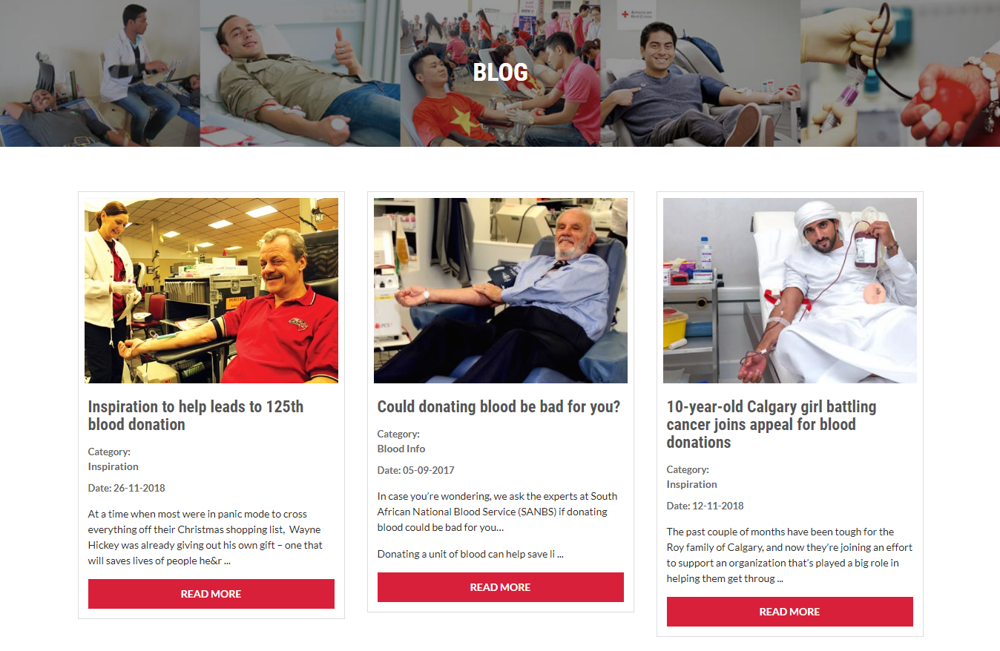 American
Red Cross
BLOG
Inspiration to help leads to 125th
blood donation
Category:
Inspiration
Date: 26-11-2018
At a time when most were in panic mode to cross
everything off their Christmas shopping list,  Wayne
Hickey was already giving out his own gift – one that
will saves lives of people he&r ...
READ MORE
Could donating blood be bad for you?
Category:
Blood Info
Date: 05-09-2017
In case you’re wondering, we ask the experts at South
African National Blood Service (SANBS) if donating
blood could be bad for you…
Donating a unit of blood can help save li ...
READ MORE
10-year-old Calgary girl battling
cancer joins appeal for blood
donations
Category:
Inspiration
Date: 12-11-2018
The past couple of months have been tough for the
Roy family of Calgary, and now they’re joining an effort
to support an organization that’s played a big role in
helping them get throug ...
READ MORE